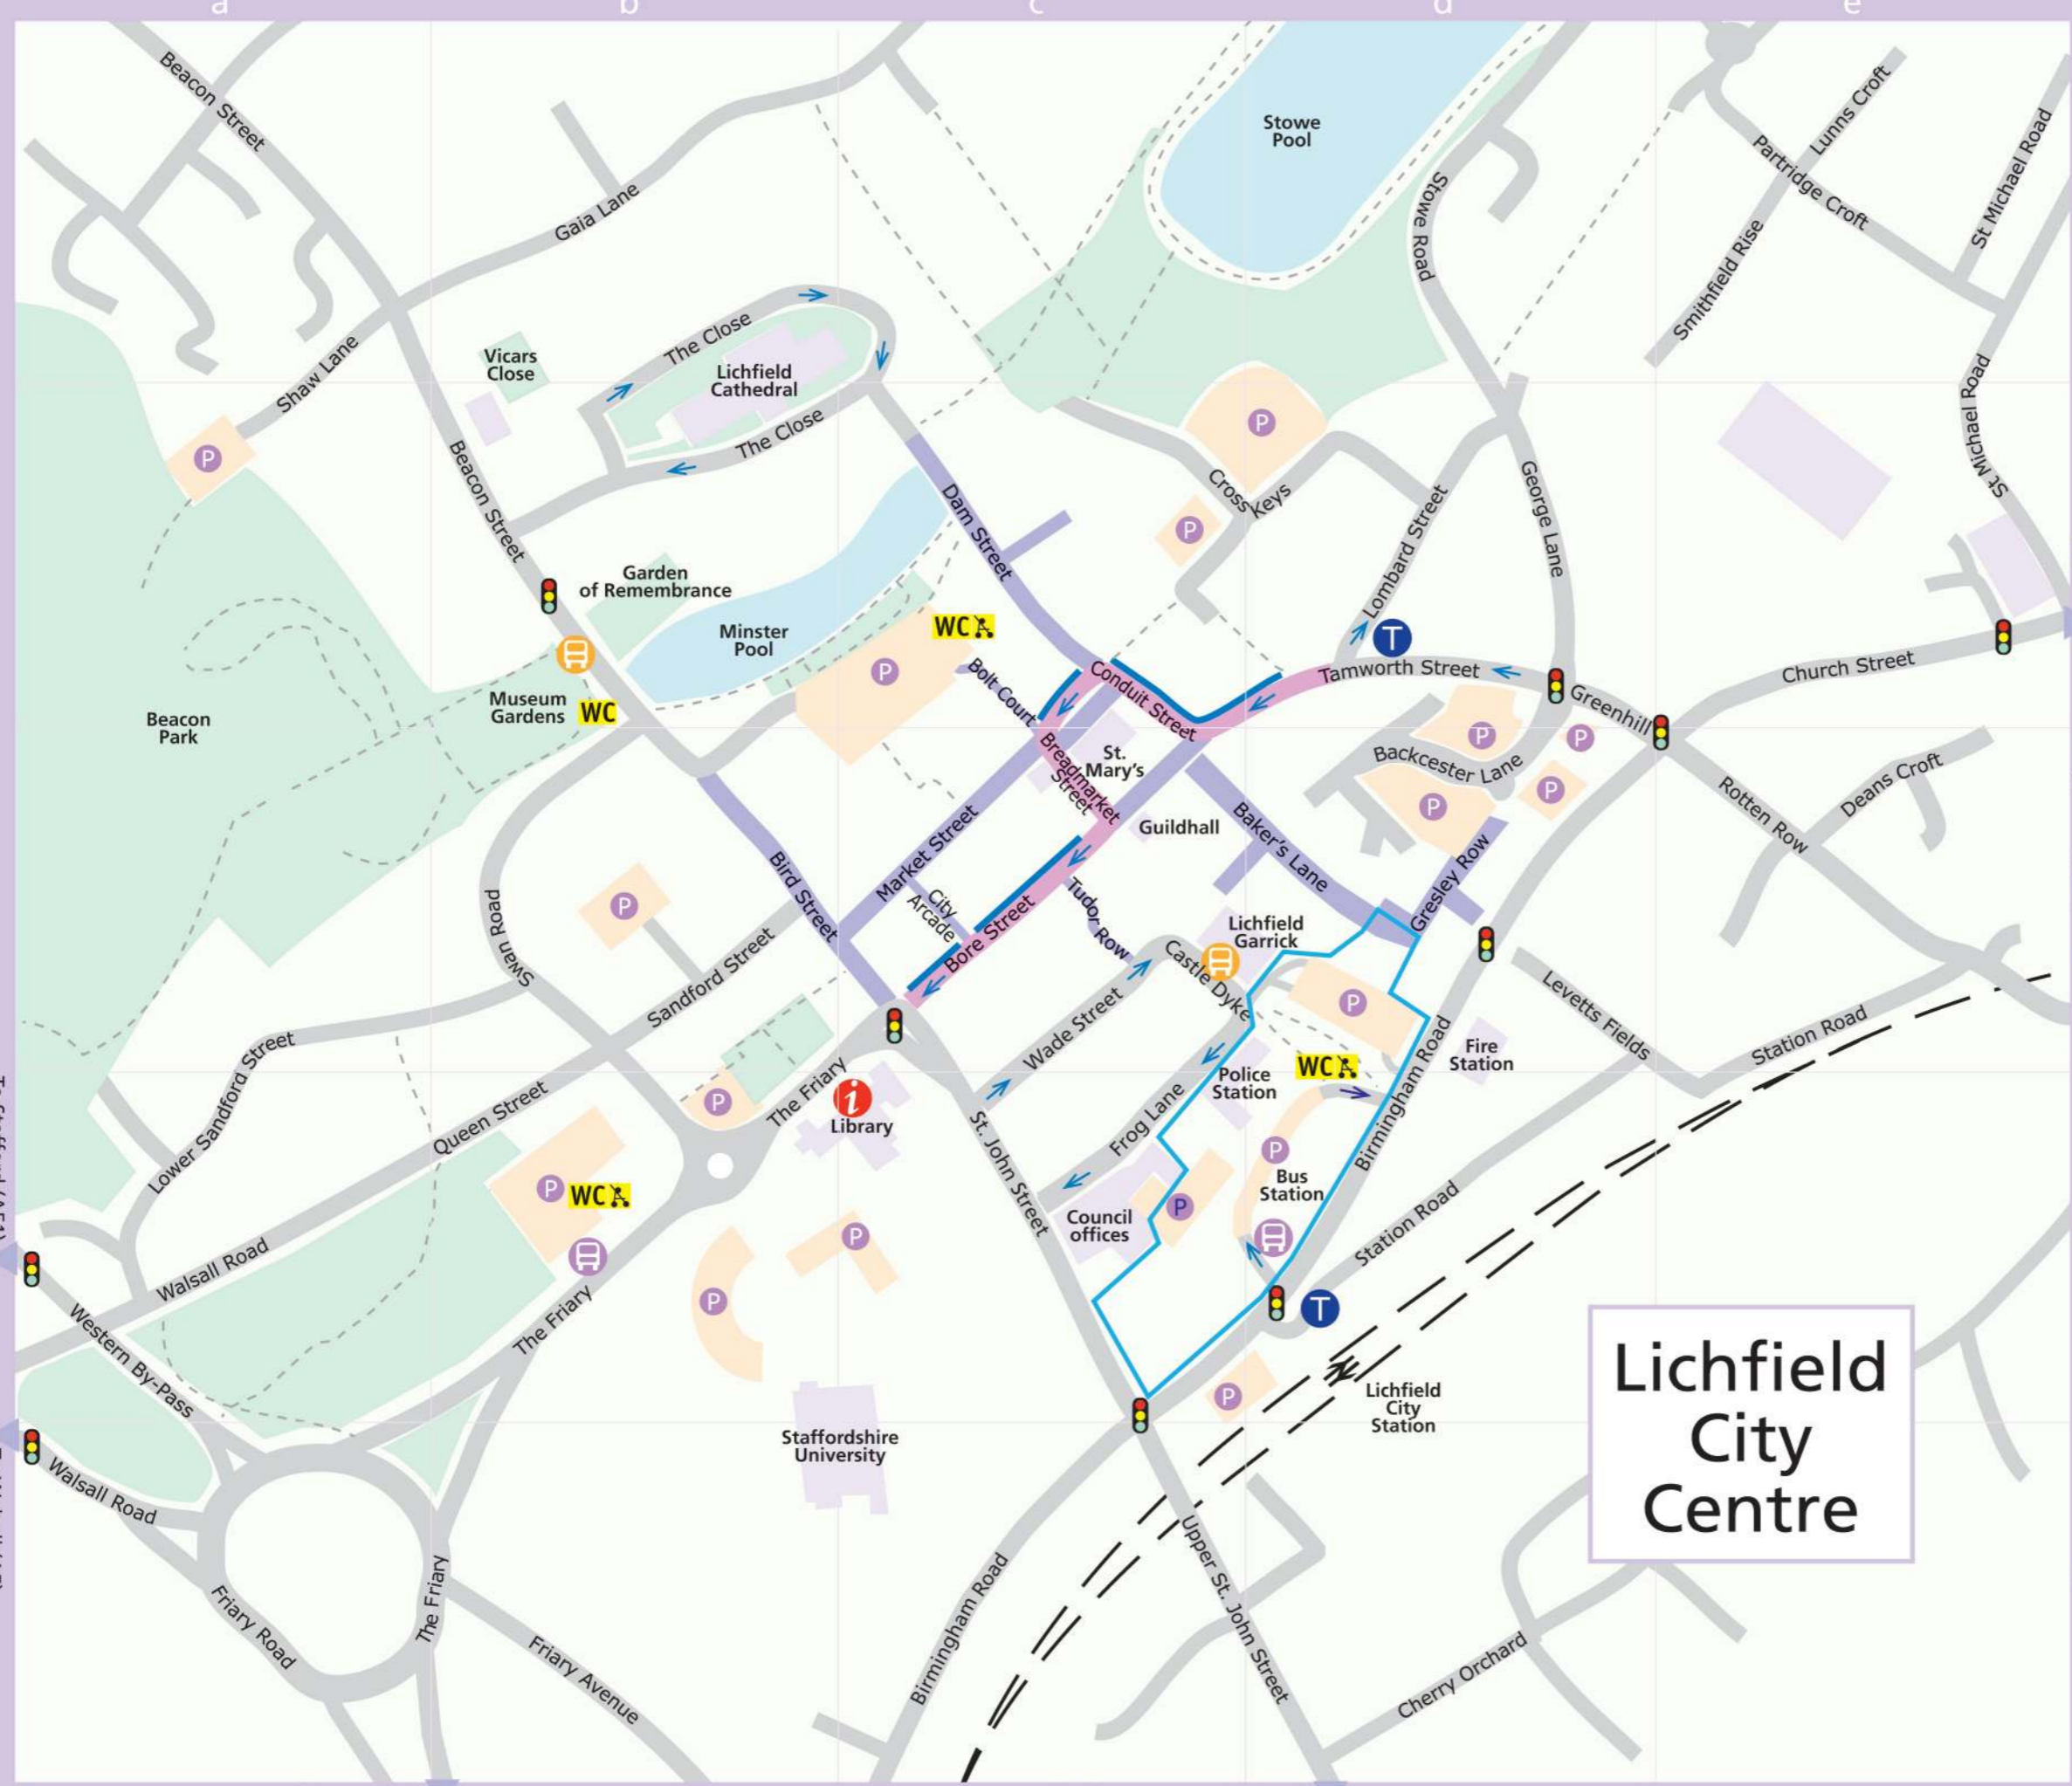 a
b
c
d
e
Beacon Street
Gaia Lane
Stowe
Pool
Stowe Road
Lunns Croft
Partridge Croft
St Michael Road
Smithfield Rise
Shaw Lane
Vicars
Close
The Close
Lichfield
Cathedral
The Close
St Michael Road
P
P
P
Beacon Street
Dam Street
Cross Keys
Lombard Street
George Lane
Garden
of Remembrance
Minster
Pool
WC
P
Bolt Court
Conduit Street
T
Tamworth Street
Greenhill
Church Street
Museum
Gardens
WC
Beacon
Park
St.
Mary's
Breadmarket
Street
P
P
P
P
Backcester Lane
Rotten Row
Deans Croft
Guildhall
Baker's Lane
Gresley Row
Market Street
Bird Street
City
Arcade
Bore Street
Tudor Row
Swan Road
P
Sandford Street
Lichfield
Garrick
Castle Dyke
P
Wade Street
Levetts Fields
Station Road
Fire
Station
Lower Sandford Street
Queen Street
P
The Friary
i
Library
Police
Station
WC
Frog Lane
Birmingham Road
St. John Street
P
Bus
Station
P
WC
P
Council
offices
P
P
Station Road
T
Walsall Road
Western By-Pass
The Friary
P
Lichfield
City
Station
Staffordshire
University
Lichfield
City
Centre
Walsall Road
Friary Road
The Friary
Friary Avenue
Birmingham Road
Upper St. John Street
Cherry Orchard